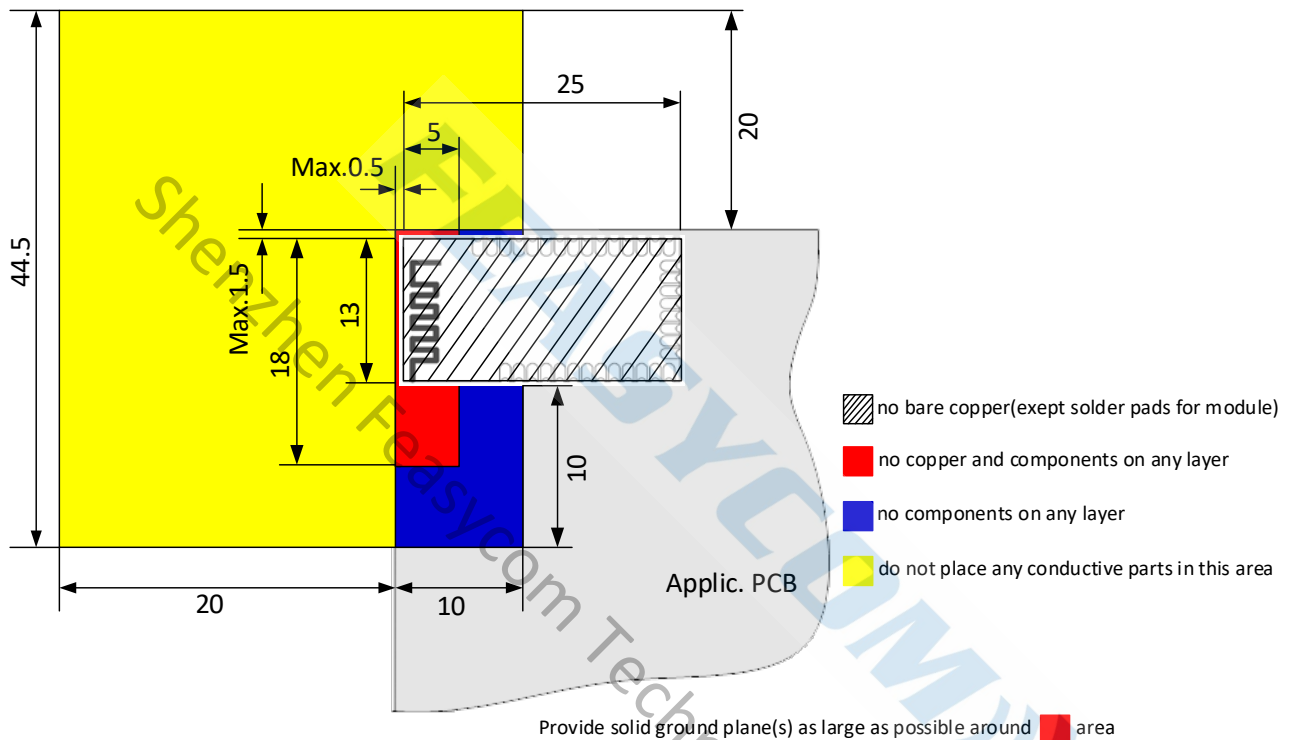 25
5
20
Max.0.5
44.5
Max.1.5
13
18
no bare copper(exept solder pads for module)
no copper and components on any layer
10
no components on any layer
do not place any conductive parts in this area
Applic. PCB
20
10
Provide solid ground plane(s) as large as possible around area
Shenzhen Feasycom Techn
FEASYCOM